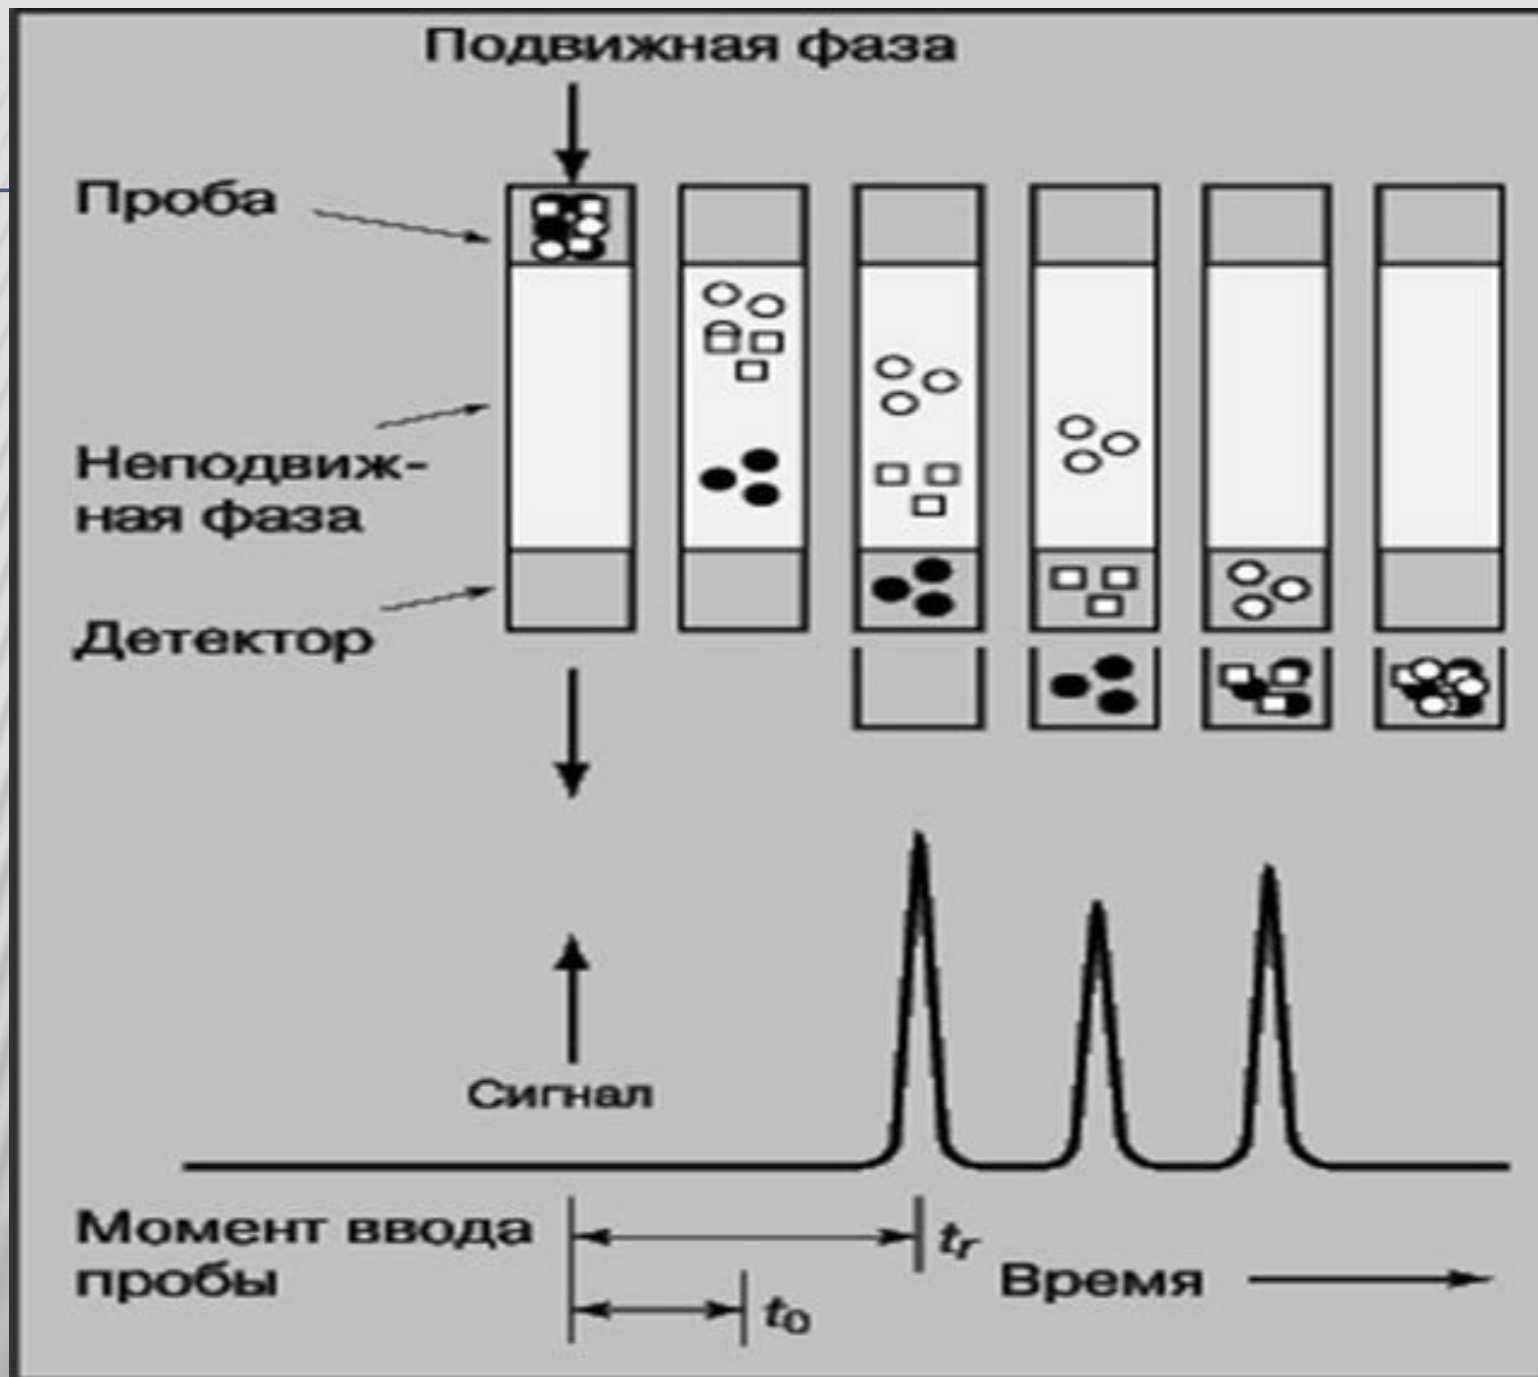 Подвижная фаза
Проба
Неподвиж-
ная фаза
Детектор
Сигнал
Момент ввода
пробы
tr
Время
t0